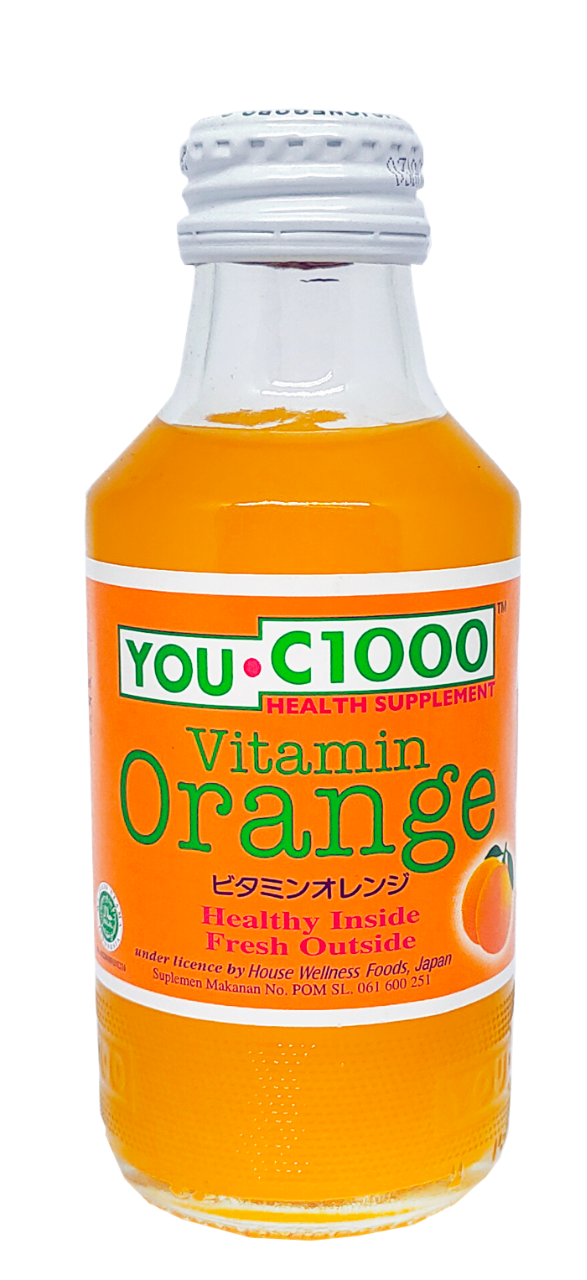 YOU•C1000 ™
HEALTH SUPPLEMENT
Vitamin
Orange
ビタミンオレンジ
Healthy Inside
Fresh Outside
under licence by House Wellness Foods, Japan
Suplemen Makanan No. POM SL. 061 600 251